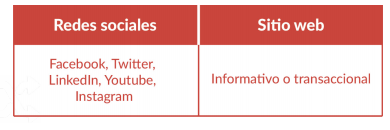 Redes sociales
Sitio web
Facebook, Twitter,
LinkedIn, Youtube,
Instagram
Informativo o transaccional